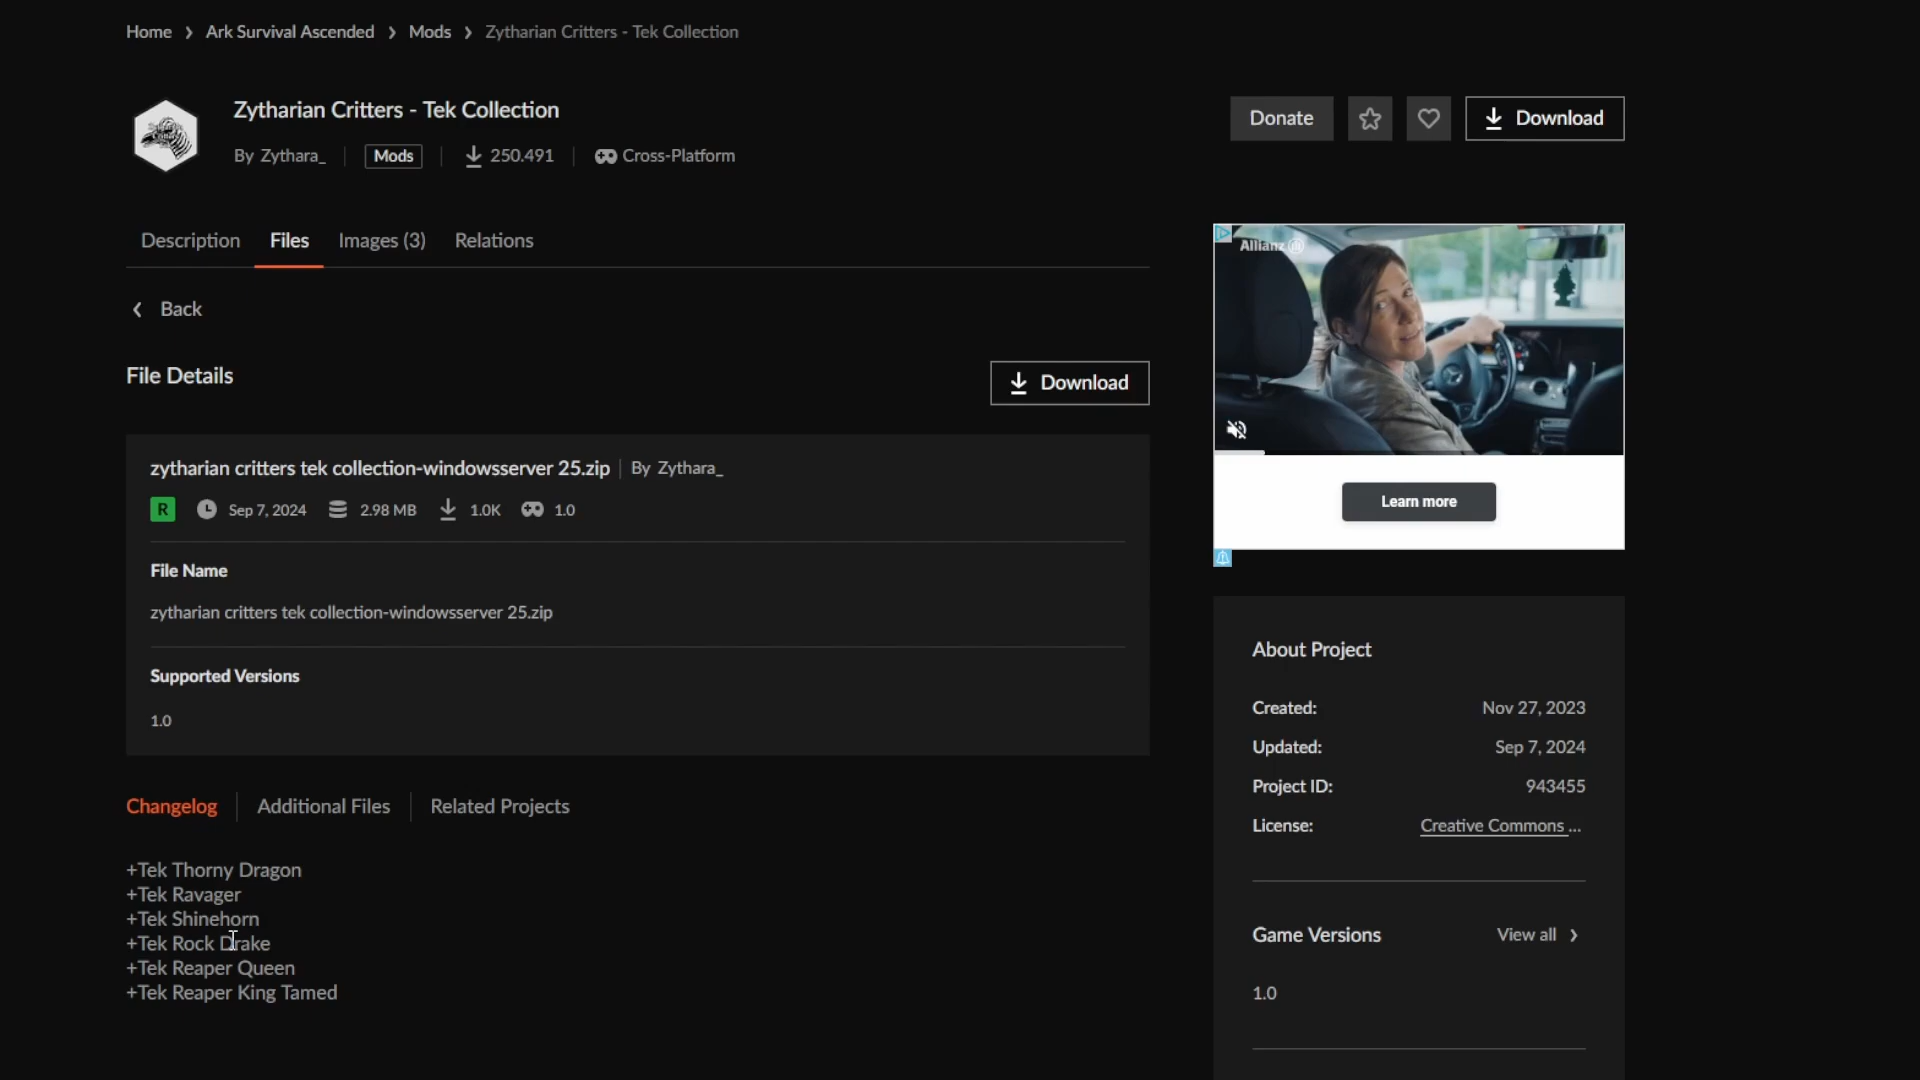 Home > Ark Survival Ascended > Mods > Zytharian Critters - Tek Collection
Zytharian Critters - Tek Collection
By Zythara_ | Mods | 250.491 | Cross-Platform
Donate
Download
Description Files Images (3) Relations
Back
File Details
Download
zytharian critters tek collection-windowsserver 25.zip | By Zythara_
R Sep 7, 2024 2.98 MB 1.0K 1.0
File Name
zytharian critters tek collection-windowsserver 25.zip
Supported Versions
1.0
Changelog | Additional Files | Related Projects
+Tek Thorny Dragon
+Tek Ravager
+Tek Shinehorn
+Tek Rock Drake
+Tek Reaper Queen
+Tek Reaper King Tamed
Allianz
Learn more
About Project
Created: Nov 27, 2023
Updated: Sep 7, 2024
Project ID: 943455
License: Creative Commons ...
Game Versions View all >
1.0